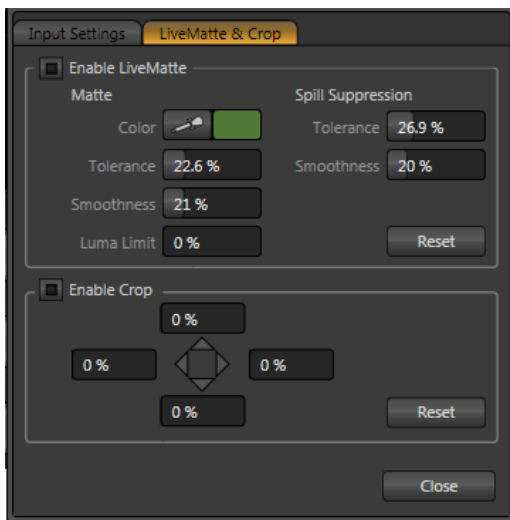 Input Settings LiveMatte & Crop
Enable LiveMatte
Matte Spill Suppression
Color Tolerance 26.9 %
Tolerance 22.6 % Smoothness 20 %
Smoothness 21 %
Luma Limit 0 % Reset
Enable Crop
0 %
0 % 0 %
0 % Reset
Close